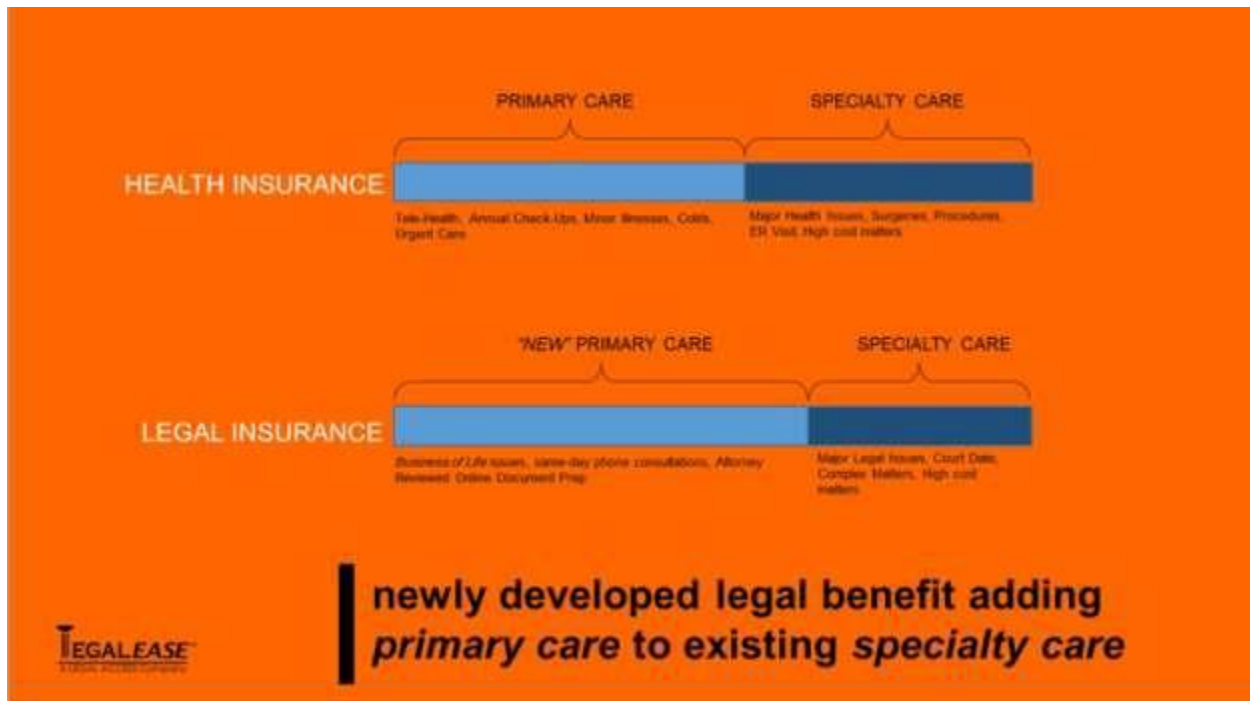 PRIMARY CARE
SPECIALTY CARE
HEALTH INSURANCE
Tele-Health, Annual Check-Ups, Minor Illnesses, Colds,
Urgent Care
Major Health Issues, Surgeries, Procedures,
ER Visit, High cost matters
"NEW" PRIMARY CARE
SPECIALTY CARE
LEGAL INSURANCE
Business of Life issues, same-day phone consultations, Attorney
Reviewed Online Document Prep
Major Legal Issues, Court Date,
Complex Matters, High cost
matters
newly developed legal benefit adding
primary care to existing specialty care
LEGALEASE